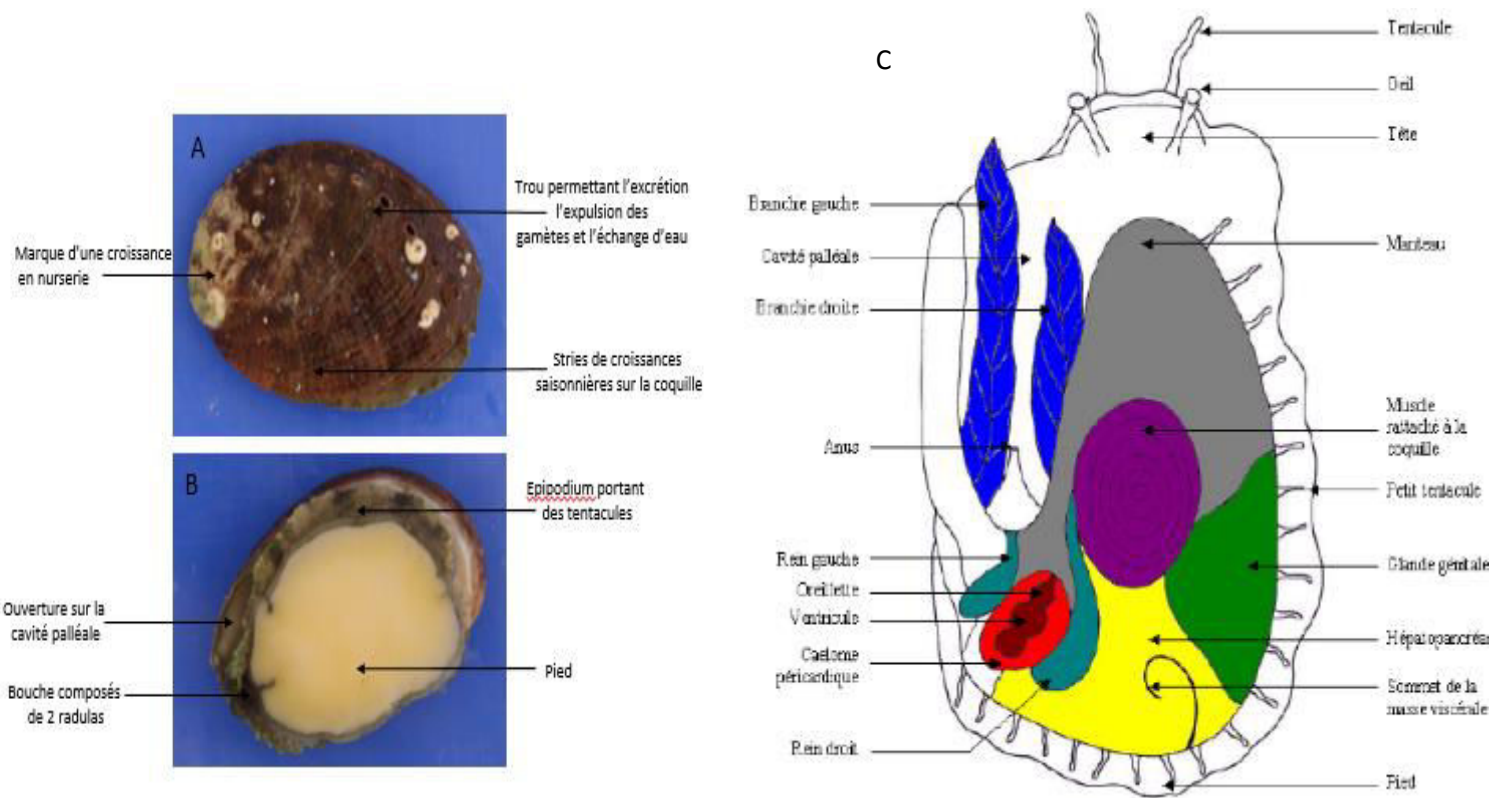 A
Trou permettant l'excrétion
l'expulsion des
gamètes et l'échange d'eau
Marque d'une croissance
en nurserie
Stries de croissances
saisonnières sur la coquille
B
Epipodium portant
des tentacules
Ouverture sur la
cavité palléale
Pied
Bouche composés
de 2 radulas
C
Tentacule
Oeil
Tête
Branchie gauche
Cavité palléale
Manteau
Branchie droite
Anus
Muscle
rattaché à la
coquille
Petit tentacule
Rein gauche
Oreillette
Ventricule
Caelome
péricardique
Glande génitale
Hépatopancréas
Sommet de la
masse viscérale
Rein droit
Pied